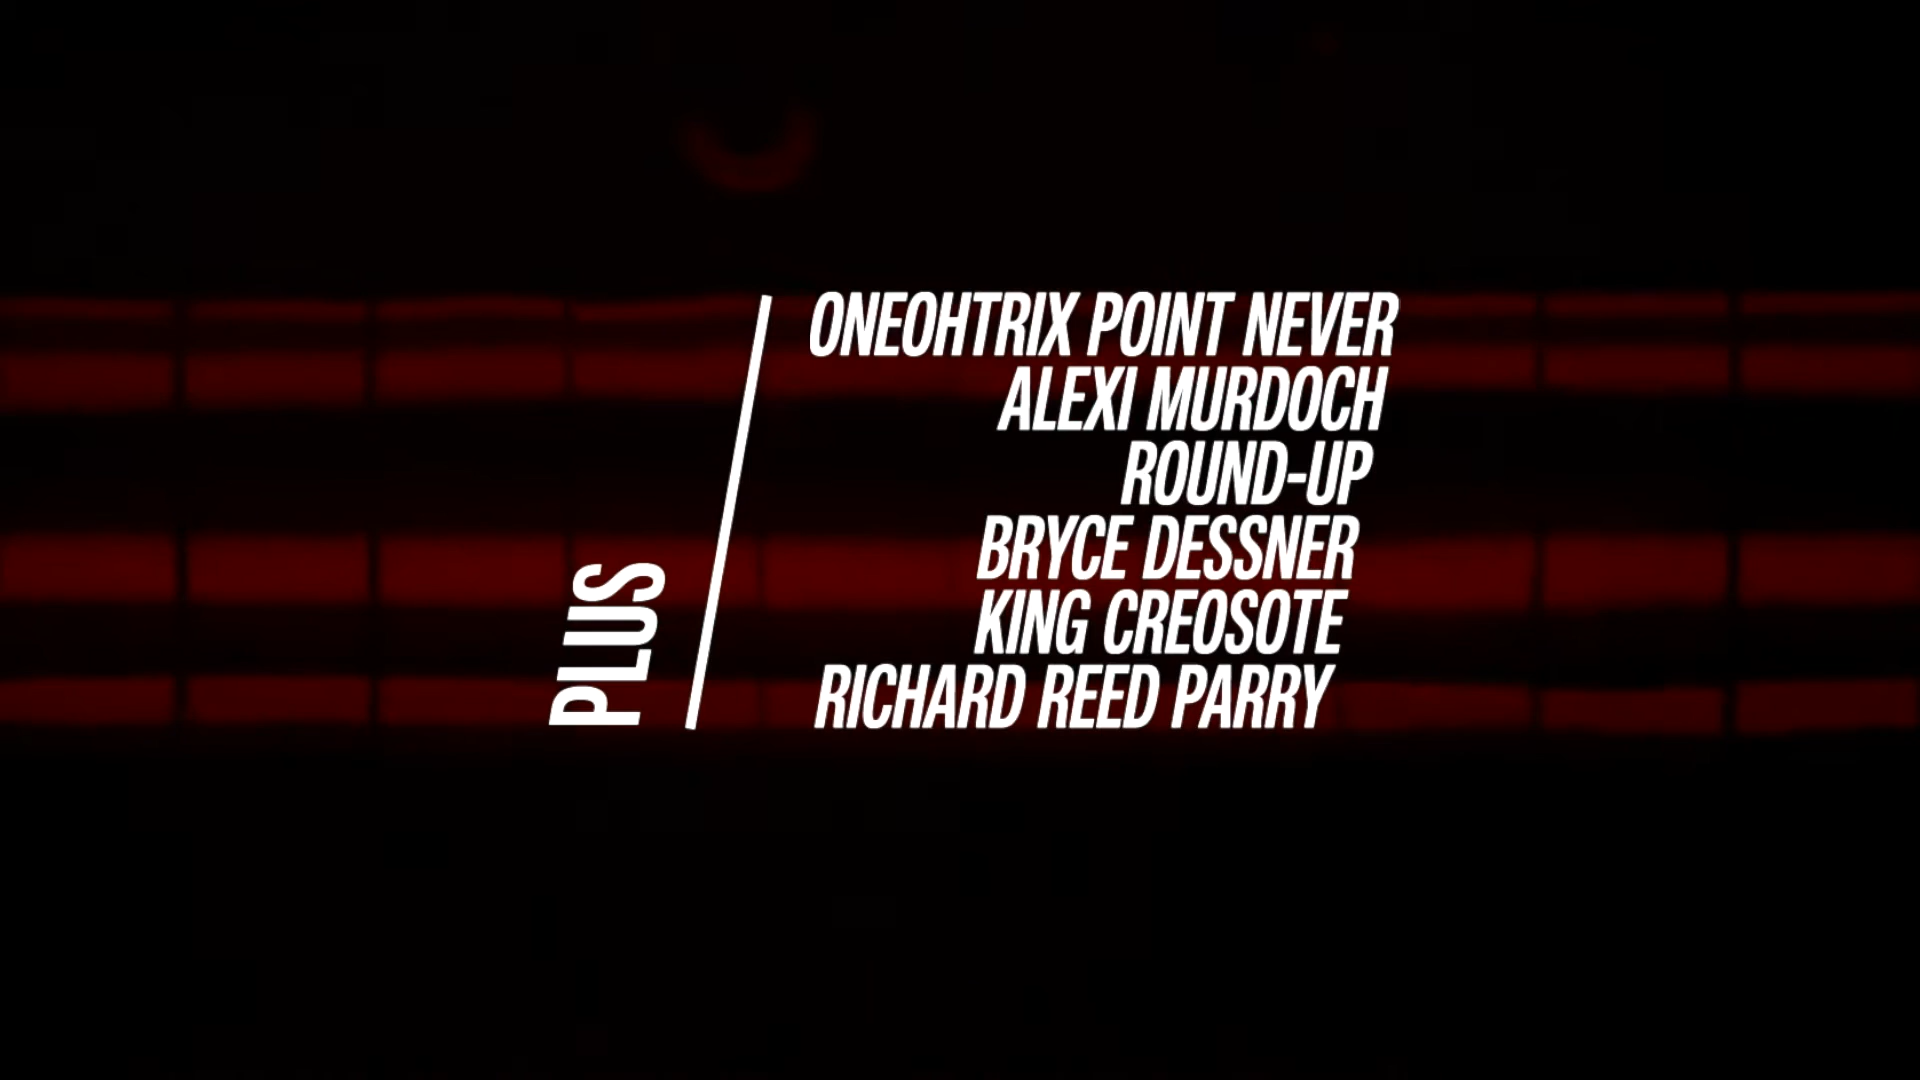 PLUS
ONEOHTRIX POINT NEVER
ALEXI MURDOCH
ROUND-UP
BRYCE DESSNER
KING CREOSOTE
RICHARD REED PARRY